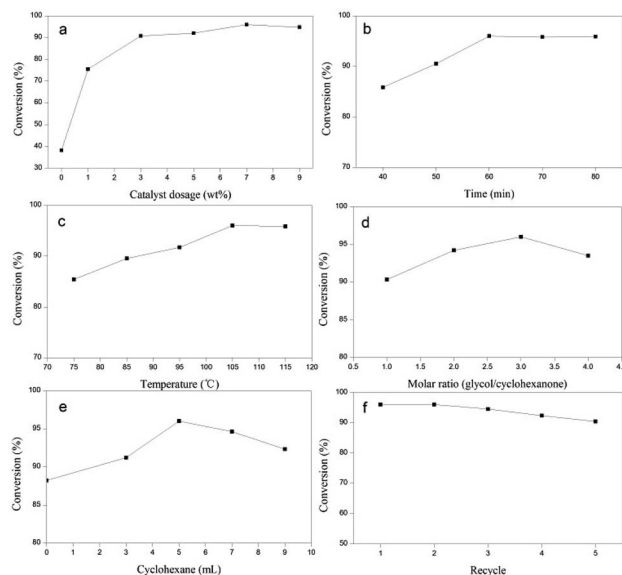 a
Conversion (%)
100
90
80
70
60
50
40
30
0 1 2 3 4 5 6 7 8 9
Catalyst dosage (wt%)
b
Conversion (%)
100
90
80
70
40 50 60 70 80
Time (min)
c
Conversion (%)
100
90
80
70
70 75 80 85 90 95 100 105 110 115 120
Temperature (℃)
d
Conversion (%)
100
95
90
85
80
0.5 1.0 1.5 2.0 2.5 3.0 3.5 4.0 4.
Molar ratio (glycol/cyclohexanone)
e
Conversion (%)
100
95
90
85
80
0 1 2 3 4 5 6 7 8 9 10
Cyclohexane (mL)
f
Conversion (%)
100
90
80
70
60
50
1 2 3 4 5
Recycle